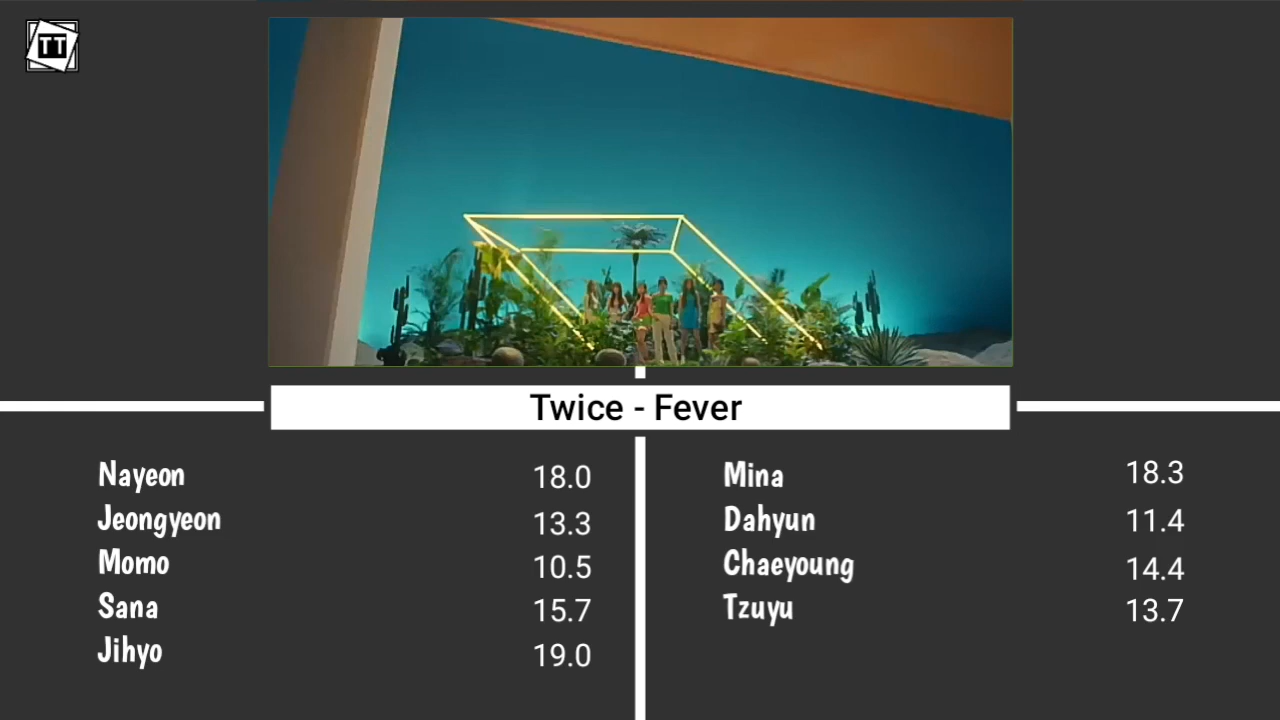 TT
Twice - Fever
Nayeon 18.0
Jeongyeon 13.3
Momo 10.5
Sana 15.7
Jihyo 19.0
Mina 18.3
Dahyun 11.4
Chaeyoung 14.4
Tzuyu 13.7